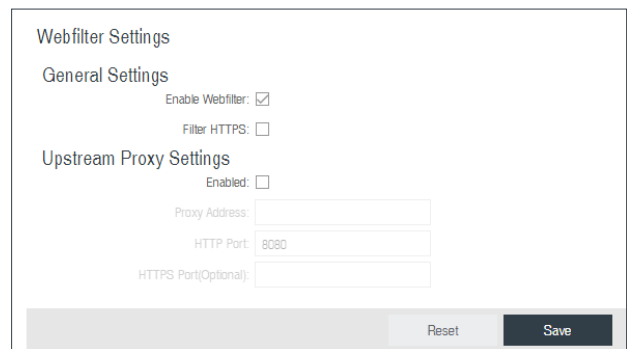 Webfilter Settings
General Settings
Enable Webfilter:
Filter HTTPS:
Upstream Proxy Settings
Enabled:
Proxy Address:
HTTP Port: 8080
HTTPS Port(Optional):
Reset Save